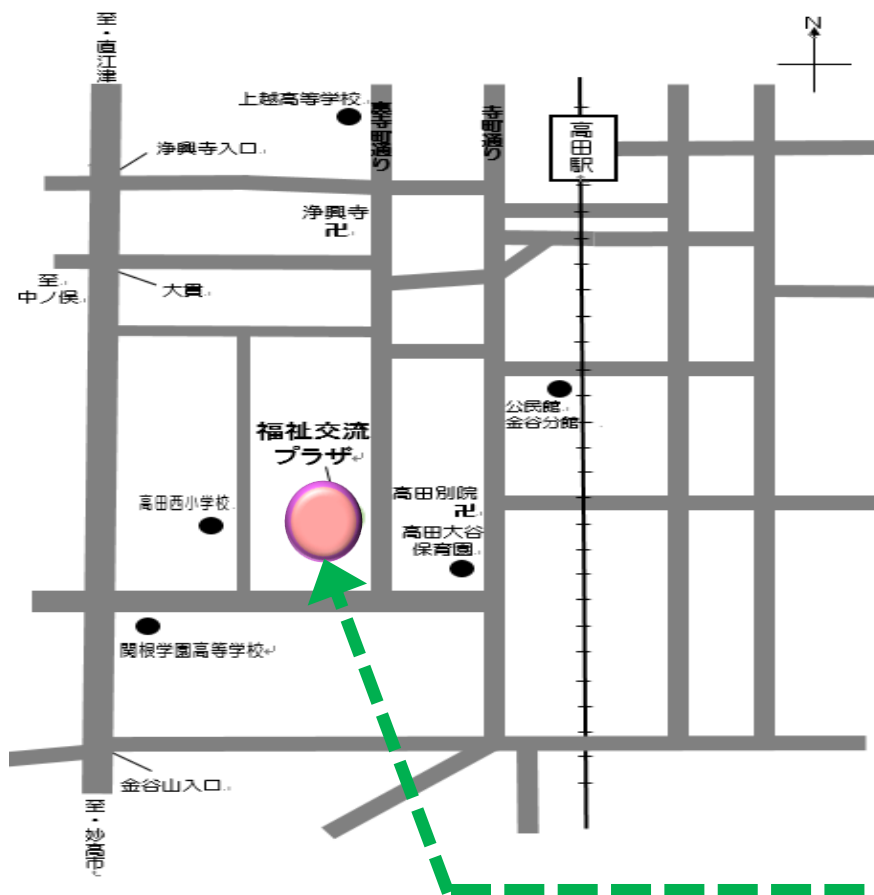 至・直江津
N
上越高等学校
裏寺町通り
寺町通り
高田駅
浄興寺入口
浄興寺
卍
至
中ノ俣
大貫
公民館
金谷分館
福祉交流
プラザ
高田西小学校
高田別院
卍
高田大谷
保育園
関根学園高等学校
金谷山入口
至・妙高市